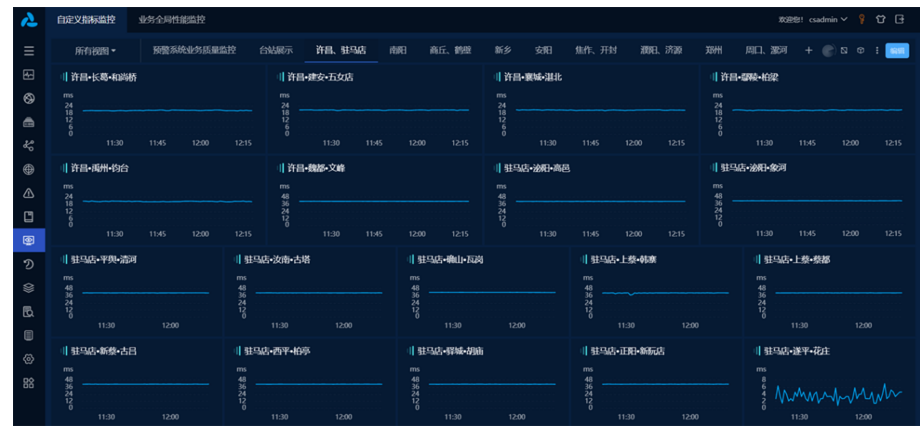 自定义指标监控 业务全局性能监控 欢迎您! csadmin
所有视图 预警系统业务质量监控 台站展示 许昌、驻马店 南阳 商丘、鹤壁 新乡 安阳 焦作、开封 濮阳、济源 郑州 周口、漯河 + 编辑
许昌•长葛•和尚桥 许昌•建安•五女店 许昌•襄城•湛北 许昌•鄢陵•柏梁
ms ms ms ms
24 24 24 24
18 18 18 18
12 12 12 12
6 6 6 6
0 0 0 0
11:30 11:45 12:00 12:15 11:30 11:45 12:00 12:15 11:30 11:45 12:00 12:15 11:30 11:45 12:00 12:15
许昌•禹州•钧台 许昌•魏都•文峰 驻马店•泌阳•高邑 驻马店•泌阳•象河
ms ms ms ms
24 48 48 48
18 36 36 36
12 24 24 24
6 12 12 12
0 0 0 0
11:30 11:45 12:00 12:15 11:30 11:45 12:00 12:15 11:30 11:45 12:00 12:15 11:30 11:45 12:00 12:15
驻马店•平舆•清河 驻马店•汝南•古塔 驻马店•确山•瓦岗 驻马店•上蔡•韩寨 驻马店•上蔡•蔡都
ms ms ms ms ms
48 48 48 48 48
36 36 36 36 36
24 24 24 24 24
12 12 12 12 12
0 0 0 0 0
11:30 12:00 11:30 12:00 11:30 12:00 11:30 12:00 11:30 12:00
驻马店•新蔡•古吕 驻马店•西平•柏亭 驻马店•驿城•胡庙 驻马店•正阳•新阮店 驻马店•遂平•花庄
ms ms ms ms ms
48 48 48 48 8
36 36 36 36 6
24 24 24 24 4
12 12 12 12 2
0 0 0 0 0
11:30 12:00 11:30 12:00 11:30 12:00 11:30 12:00 11:30 12:00